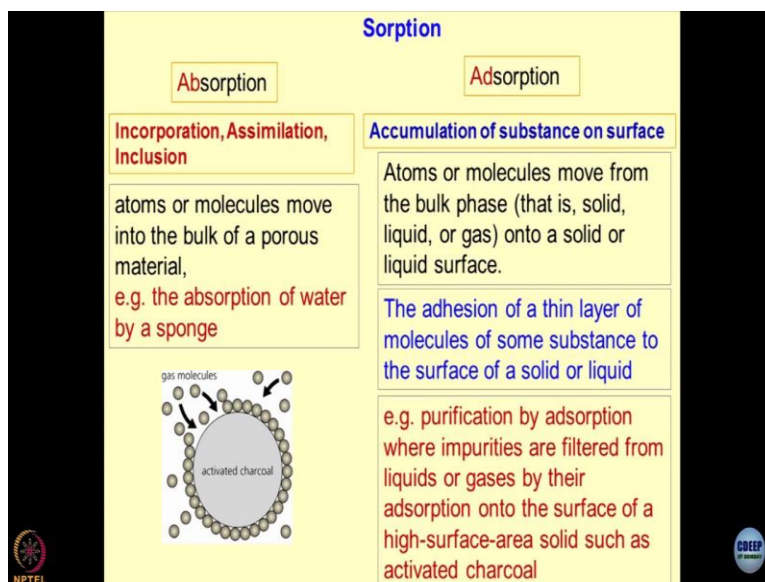 Sorption
Absorption
Incorporation, Assimilation,
Inclusion
atoms or molecules move
into the bulk of a porous
material,
e.g. the absorption of water
by a sponge
gas molecules
activated charcoal
Adsorption
Accumulation of substance on surface
Atoms or molecules move from
the bulk phase (that is, solid,
liquid, or gas) onto a solid or
liquid surface.
The adhesion of a thin layer of
molecules of some substance to
the surface of a solid or liquid
e.g. purification by adsorption
where impurities are filtered from
liquids or gases by their
adsorption onto the surface of a
high-surface-area solid such as
activated charcoal
NPTEL
CDEEP
IIT BOMBAY